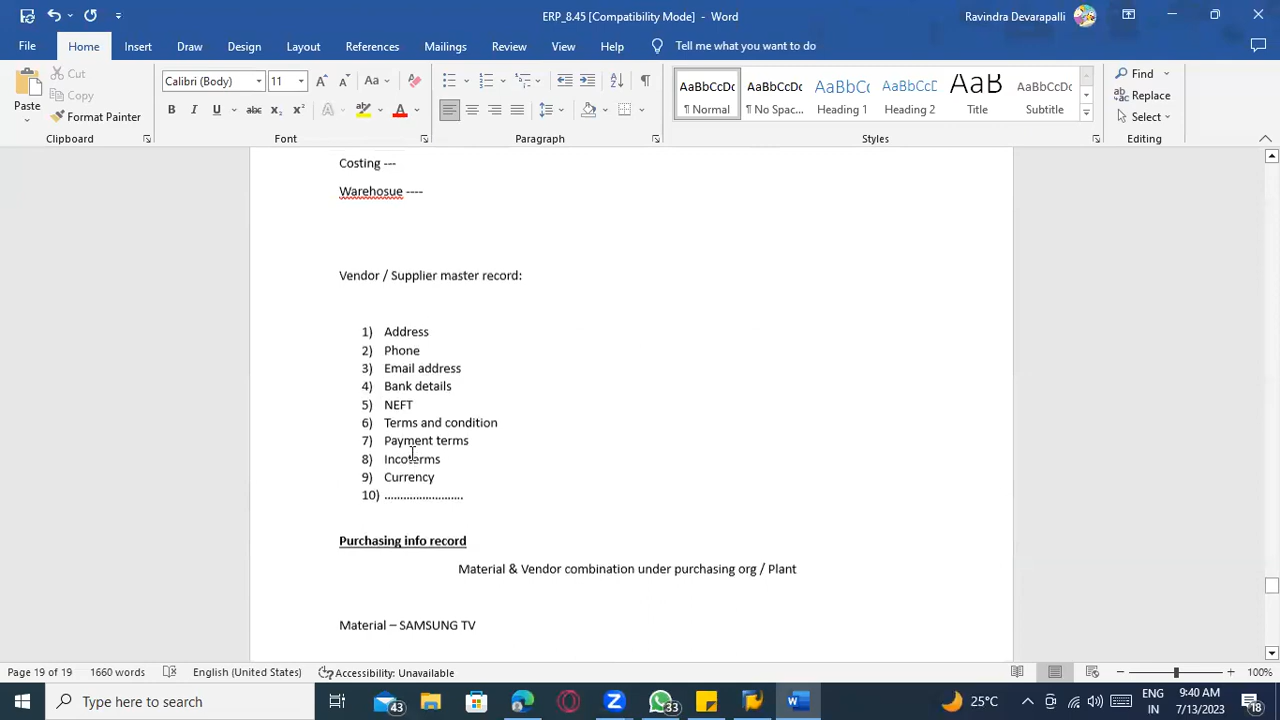 ERP_8.45 [Compatibility Mode] - Word
Ravindra Devarapalli
File Home Insert Draw Design Layout References Mailings Review View Help Tell me what you want to do
Paste
Cut
Copy
Format Painter
Clipboard
Calibri (Body) 11
Font
Paragraph
AaBbCcDc AaBbCcDc AaBbCc AaBbCcC AaB AaBbCcD
¶ Normal ¶ No Spac... Heading 1 Heading 2 Title Subtitle
Styles
Find
Replace
Select
Editing
Costing ---
Warehosue ----
Vendor / Supplier master record:
1) Address
2) Phone
3) Email address
4) Bank details
5) NEFT
6) Terms and condition
7) Payment terms
8) Incoterms
9) Currency
10) .........................
Purchasing info record
Material & Vendor combination under purchasing org / Plant
Material – SAMSUNG TV
Page 19 of 19 1660 words English (United States) Accessibility: Unavailable 100%
Type here to search
43
33
25°C
ENG
IN
9:40 AM
7/13/2023
18